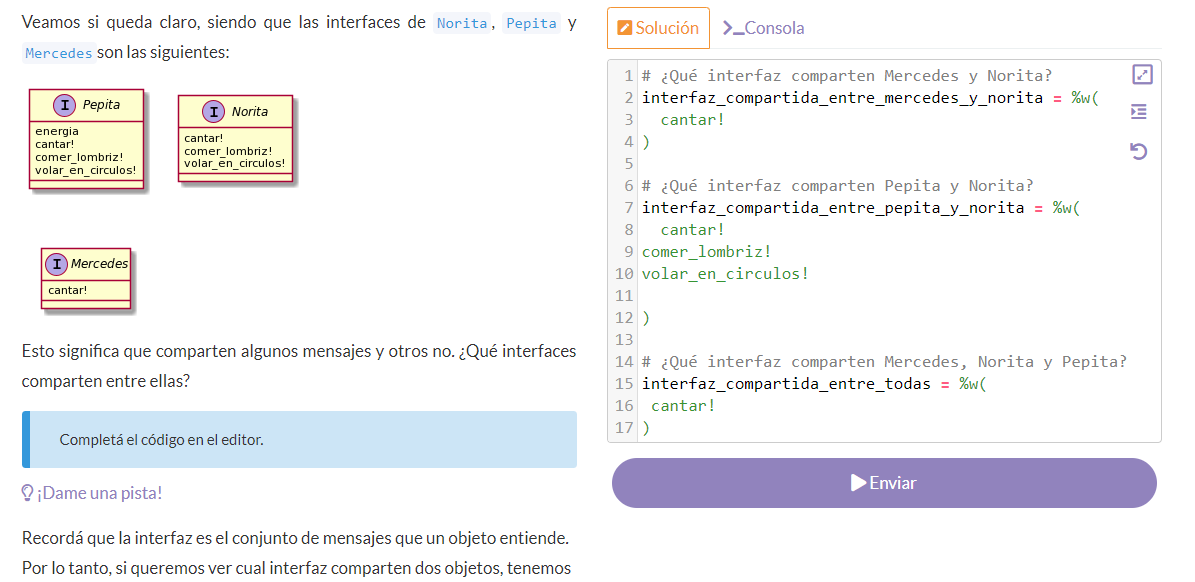 Veamos si queda claro, siendo que las interfaces de Norita, Pepita y
Mercedes son las siguientes:
I Pepita
energia
cantar!
comer_lombriz!
volar_en_circulos!
I Norita
cantar!
comer_lombriz!
volar_en_circulos!
I Mercedes
cantar!
Esto significa que comparten algunos mensajes y otros no. ¿Qué interfaces
comparten entre ellas?
Completá el código en el editor.
¡Dame una pista!
Recordá que la interfaz es el conjunto de mensajes que un objeto entiende.
Por lo tanto, si queremos ver cual interfaz comparten dos objetos, tenemos
Solución
Consola
1 # ¿Qué interfaz comparten Mercedes y Norita?
2 interfaz_compartida_entre_mercedes_y_norita = %w(
3   cantar!
4 )
5
6 # ¿Qué interfaz comparten Pepita y Norita?
7 interfaz_compartida_entre_pepita_y_norita = %w(
8   cantar!
9 comer_lombriz!
10 volar_en_circulos!
11
12 )
13
14 # ¿Qué interfaz comparten Mercedes, Norita y Pepita?
15 interfaz_compartida_entre_todas = %w(
16  cantar!
17 )
Enviar